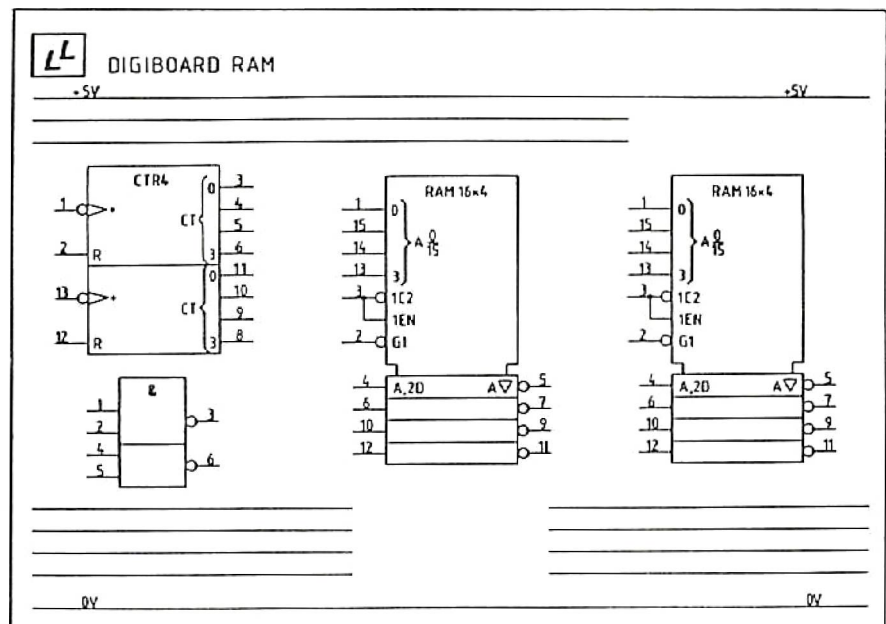 LL DIGIBOARD RAM
+5V +5V
CTR4
1 +
2 R
CT
0 3
4
5
3 6
13 +
12 R
CT
0 11
10
9
3 8
&
1
2
3
4
5
6
RAM 16×4
1 0
15
14
13 3
A 0/15
3 1C2
1EN
2 G1
4 A,2D A▽ 5
6 7
10 9
12 11
RAM 16×4
1 0
15
14
13 3
A 0/15
3 1C2
1EN
2 G1
4 A,2D A▽ 5
6 7
10 9
12 11
0V 0V